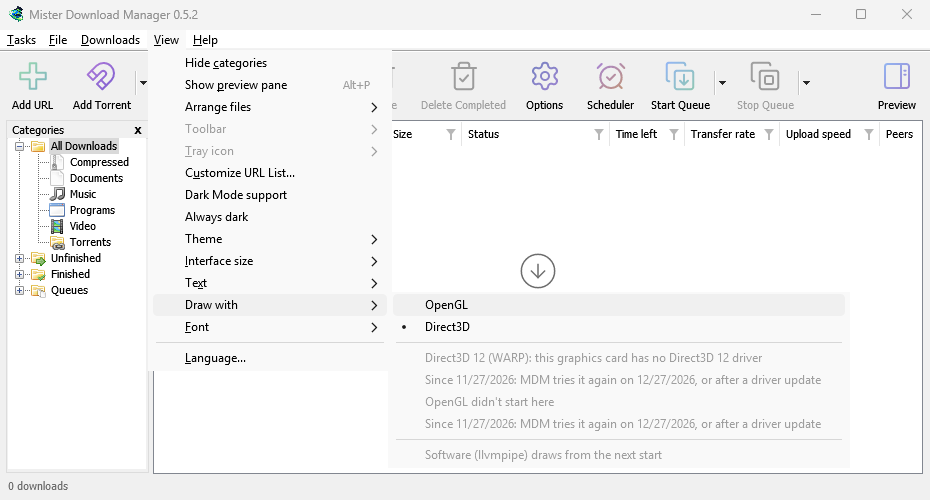 Mister Download Manager 0.5.2
Tasks File Downloads View Help
Add URL
Add Torrent
Delete Completed
Options
Scheduler
Start Queue
Stop Queue
Preview
Hide categories
Show preview pane Alt+P
Arrange files
Toolbar
Tray icon
Customize URL List...
Dark Mode support
Always dark
Theme
Interface size
Text
Draw with
Font
Language...
Categories x
All Downloads
Compressed
Documents
Music
Programs
Video
Torrents
Unfinished
Finished
Queues
Size Status Time left Transfer rate Upload speed Peers
OpenGL
Direct3D
Direct3D 12 (WARP): this graphics card has no Direct3D 12 driver
Since 11/27/2026: MDM tries it again on 12/27/2026, or after a driver update
OpenGL didn't start here
Since 11/27/2026: MDM tries it again on 12/27/2026, or after a driver update
Software (llvmpipe) draws from the next start
0 downloads